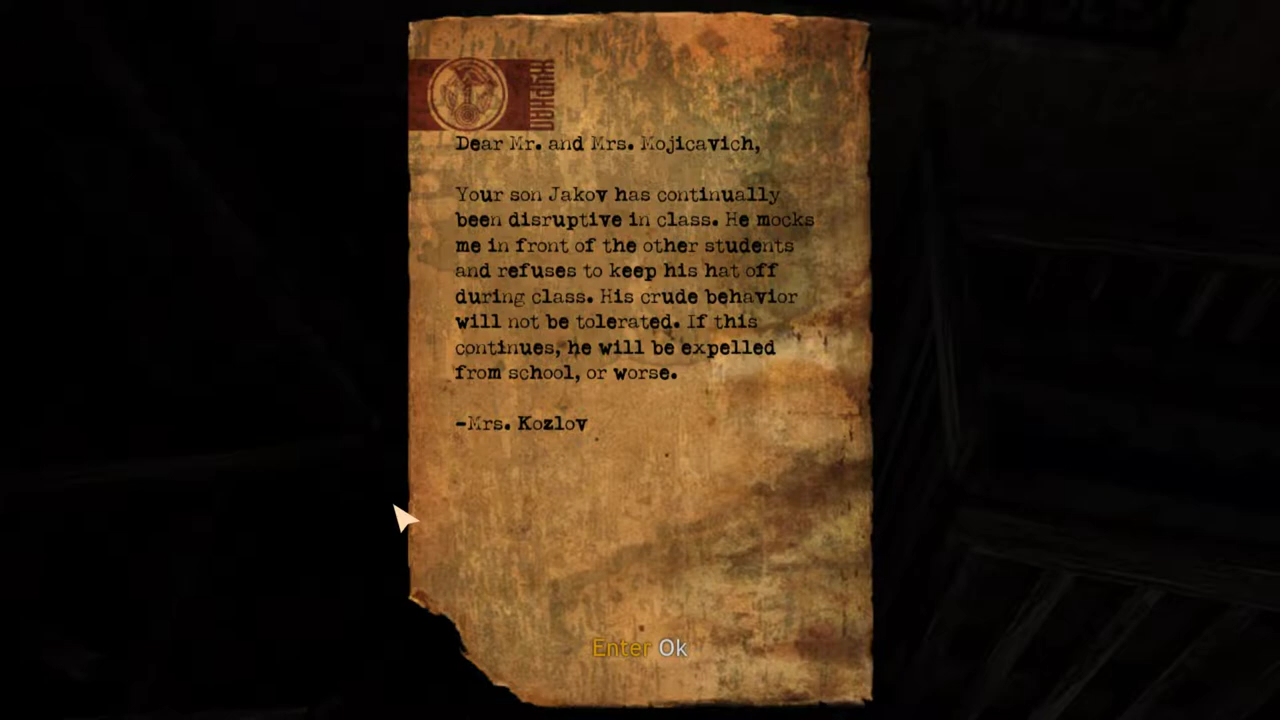 Dear Mr. and Mrs. Mojicavich,
Your son Jakov has continually
been disruptive in class. He mocks
me in front of the other students
and refuses to keep his hat off
during class. His crude behavior
will not be tolerated. If this
continues, he will be expelled
from school, or worse.
-Mrs. Kozlov
Enter Ok